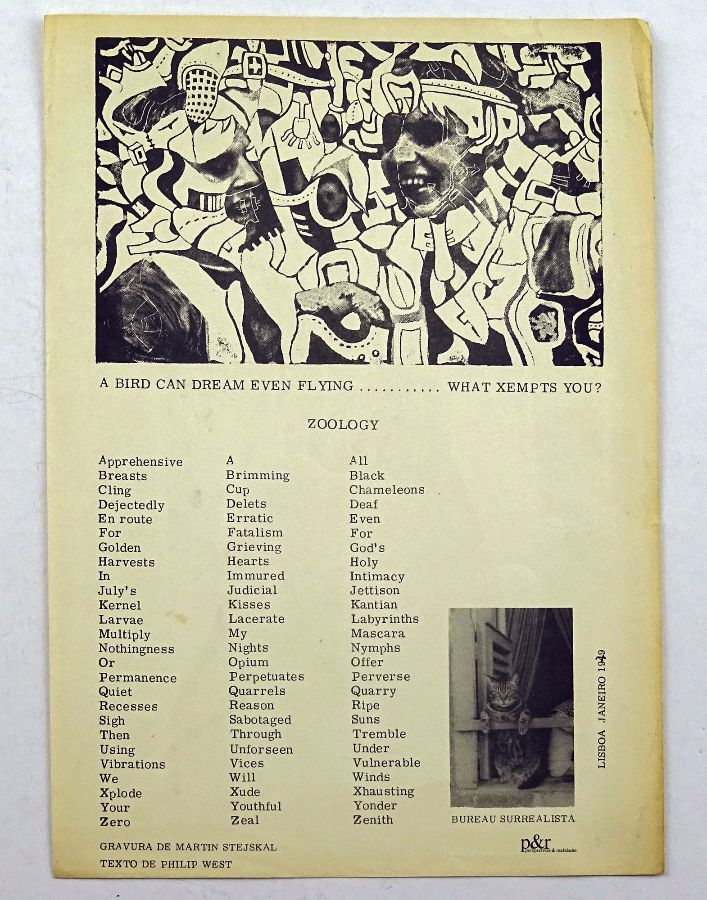 A BIRD CAN DREAM EVEN FLYING ........... WHAT XEMPTS YOU?
ZOOLOGY
Apprehensive
Breasts
Cling
Dejectedly
En route
For
Golden
Harvests
In
July's
Kernel
Larvae
Multiply
Nothingness
Or
Permanence
Quiet
Recesses
Sigh
Then
Using
Vibrations
We
Xplode
Your
Zero
A
Brimming
Cup
Delets
Erratic
Fatalism
Grieving
Hearts
Immured
Judicial
Kisses
Lacerate
My
Nights
Opium
Perpetuates
Quarrels
Reason
Sabotaged
Through
Unforseen
Vices
Will
Xude
Youthful
Zeal
All
Black
Chameleons
Deaf
Even
For
God's
Holy
Intimacy
Jettison
Kantian
Labyrinths
Mascara
Nymphs
Offer
Perverse
Quarry
Ripe
Suns
Tremble
Under
Vulnerable
Winds
Xhausting
Yonder
Zenith
LISBOA JANEIRO
BUREAU SURREALISTA
GRAVURA DE MARTIN STEJSKAL
TEXTO DE PHILIP WEST
p&r
perspectivas & realidades